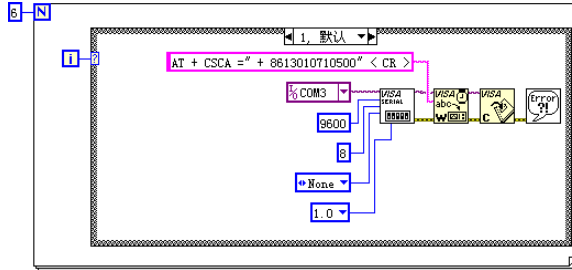 6 N
1, 默认
i ?
AT + CSCA =" + 8613010710500" < CR >
I/O COM3
VISA SERIAL
VISA abc W
VISA C
Error ?!
9600
8
None
1.0